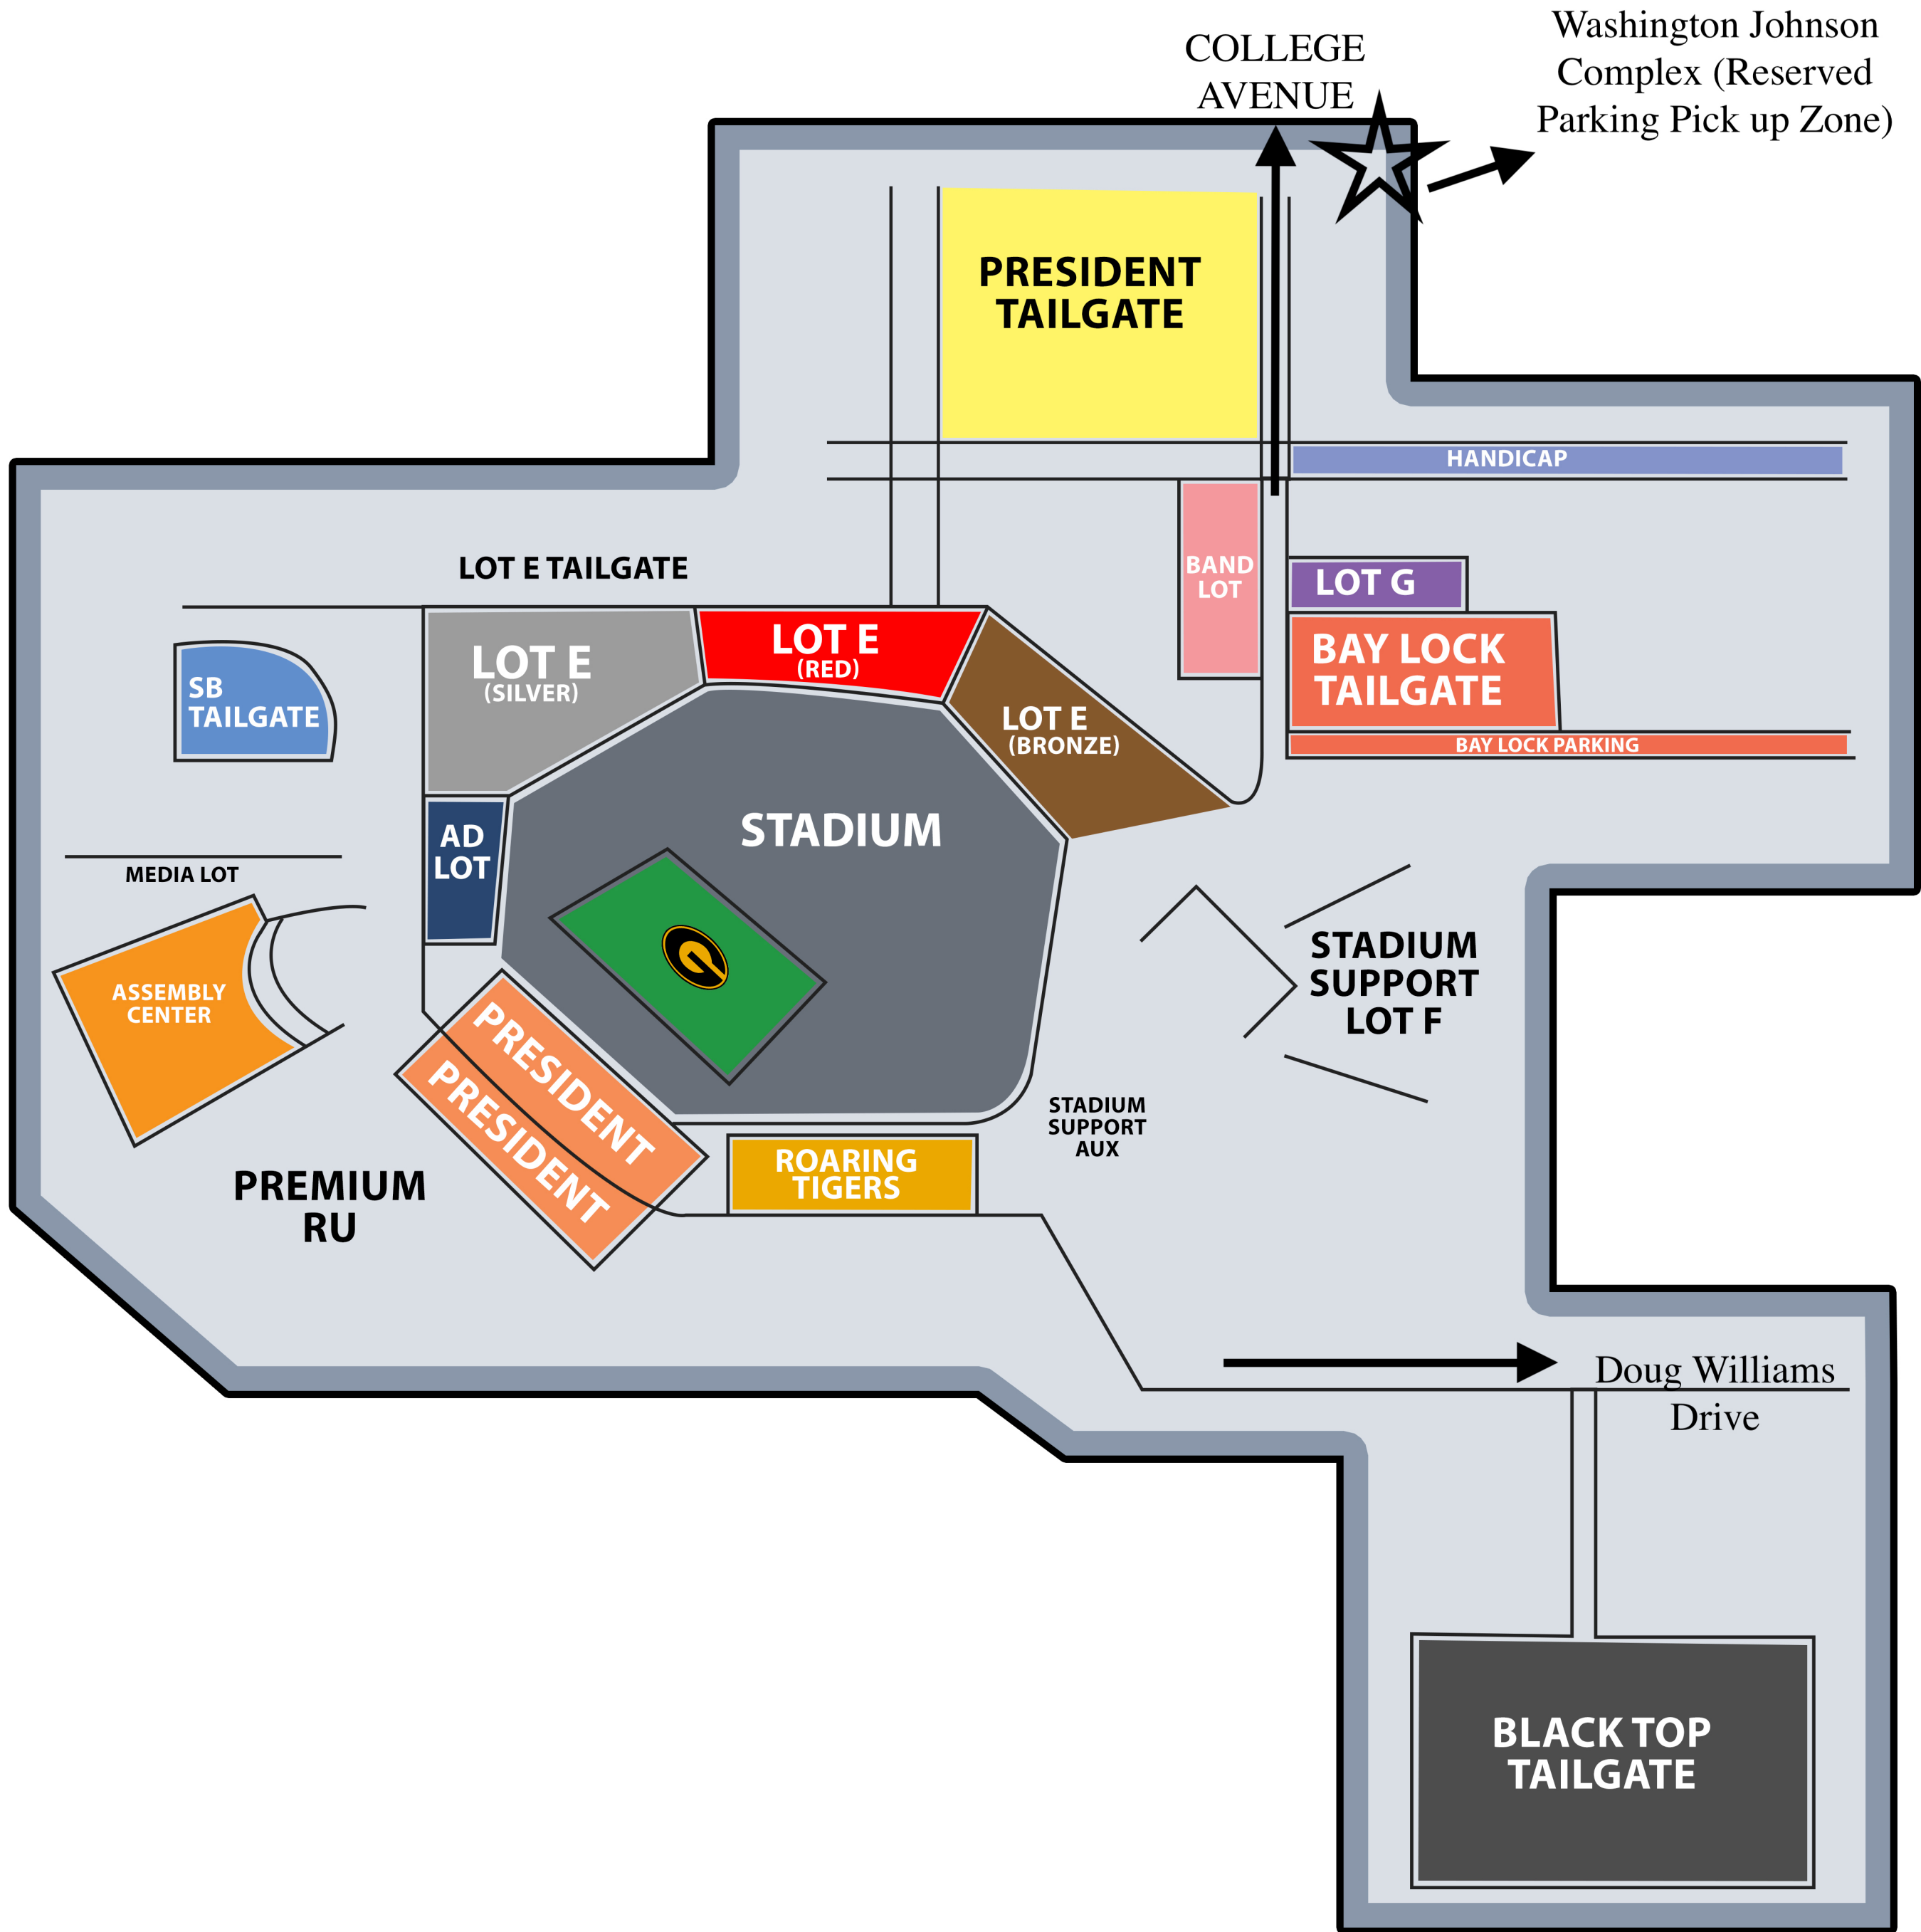 COLLEGE
AVENUE
Washington Johnson
Complex (Reserved
Parking Pick up Zone)
PRESIDENT
TAILGATE
HANDICAP
BAND
LOT
LOT G
BAY LOCK
TAILGATE
BAY LOCK PARKING
LOT E TAILGATE
LOT E
(SILVER)
LOT E
(RED)
LOT E
(BRONZE)
SB
TAILGATE
AD
LOT
STADIUM
MEDIA LOT
ASSEMBLY
CENTER
G
STADIUM
SUPPORT
LOT F
PRESIDENT
PRESIDENT
STADIUM
SUPPORT
AUX
ROARING
TIGERS
PREMIUM
RU
Doug Williams
Drive
BLACK TOP
TAILGATE